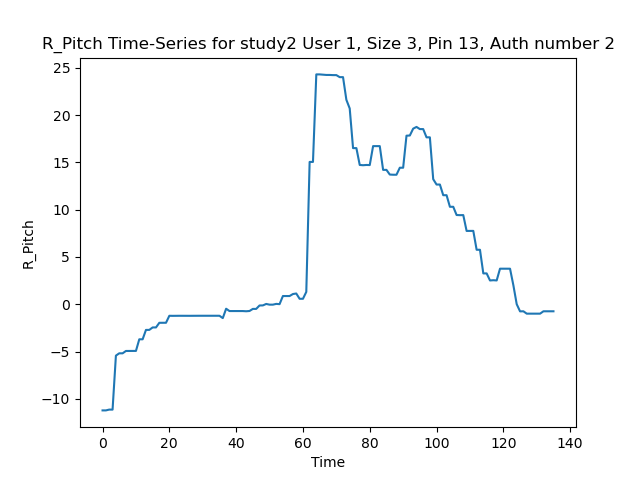 R_Pitch Time-Series for study2 User 1, Size 3, Pin 13, Auth number 2
25
20
15
10
5
0
−5
−10
R_Pitch
0 20 40 60 80 100 120 140
Time